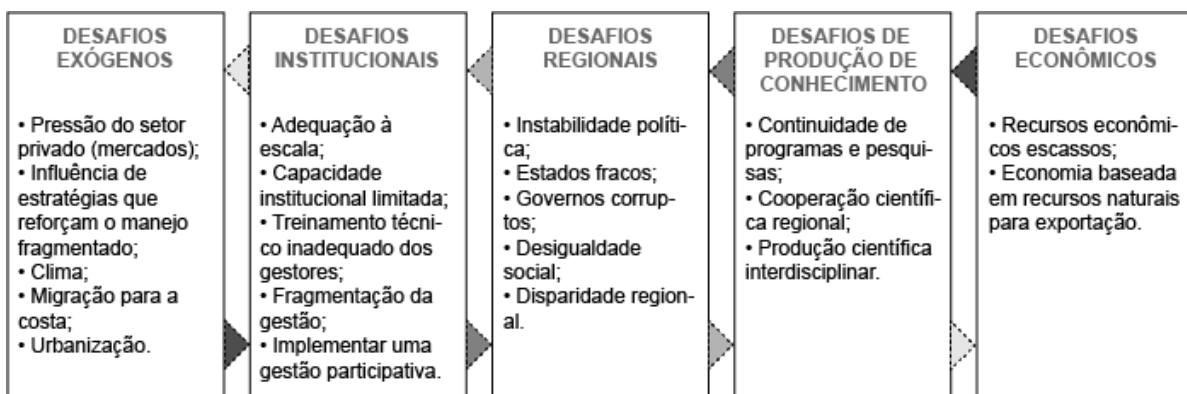 DESAFIOS
EXÓGENOS
• Pressão do setor
privado (mercados);
• Influência de
estratégias que
reforçam o manejo
fragmentado;
• Clima;
• Migração para a
costa;
• Urbanização.
DESAFIOS
INSTITUCIONAIS
• Adequação à
escala;
• Capacidade
institucional limitada;
• Treinamento técni-
co inadequado dos
gestores;
• Fragmentação da
gestão;
• Implementar uma
gestão participativa.
DESAFIOS
REGIONAIS
• Instabilidade políti-
ca;
• Estados fracos;
• Governos corrup-
tos;
• Desigualdade
social;
• Disparidade region-
al.
DESAFIOS DE
PRODUÇÃO DE
CONHECIMENTO
• Continuidade de
programas e pesqui-
sas;
• Cooperação científi-
ca regional;
• Produção científica
interdisciplinar.
DESAFIOS
ECONÔMICOS
• Recursos econômi-
cos escassos;
• Economia baseada
em recursos naturais
para exportação.